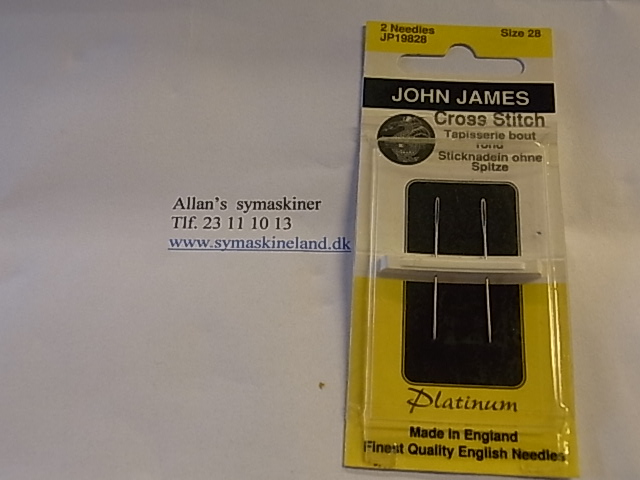 2 Needles
JP19828
Size 28
JOHN JAMES
Cross Stitch
Tapisserie bout
rond
Sticknadeln ohne
Spitze
Allan's symaskiner
Tlf. 23 11 10 13
www.symaskineland.dk
Platinum
Made in England
Finest Quality English Needles